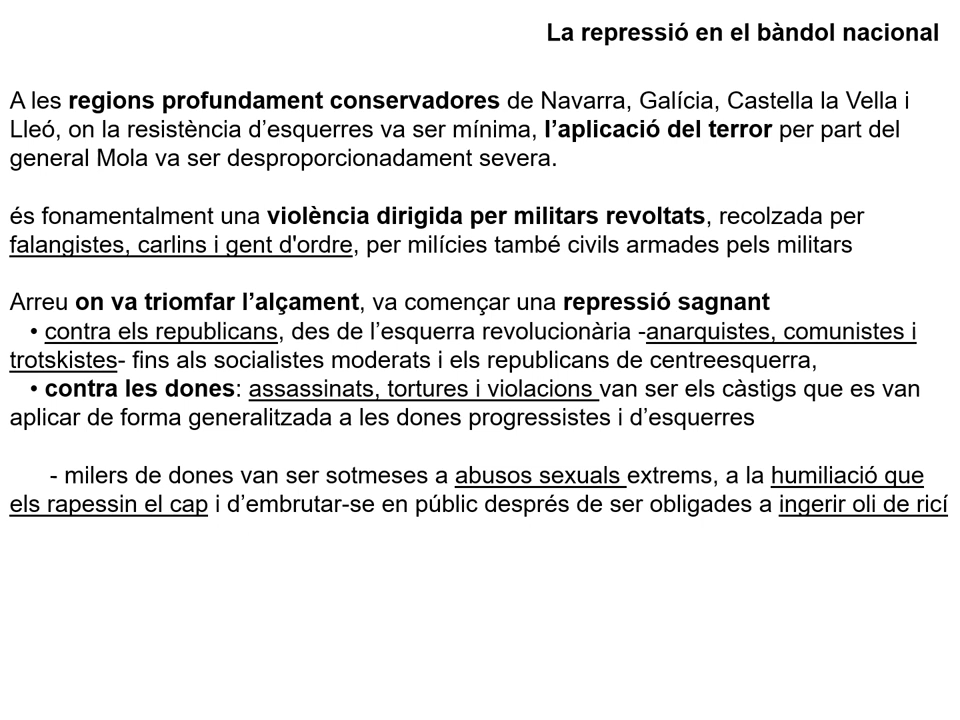 La repressió en el bàndol nacional
A les regions profundament conservadores de Navarra, Galícia, Castella la Vella i
Lleó, on la resistència d’esquerres va ser mínima, l’aplicació del terror per part del
general Mola va ser desproporcionadament severa.
és fonamentalment una violència dirigida per militars revoltats, recolzada per
falangistes, carlins i gent d'ordre, per milícies també civils armades pels militars
Arreu on va triomfar l’alçament, va començar una repressió sagnant
• contra els republicans, des de l’esquerra revolucionària -anarquistes, comunistes i
trotskistes- fins als socialistes moderats i els republicans de centreesquerra,
• contra les dones: assassinats, tortures i violacions van ser els càstigs que es van
aplicar de forma generalitzada a les dones progressistes i d’esquerres
- milers de dones van ser sotmeses a abusos sexuals extrems, a la humiliació que
els rapessin el cap i d’embrutar-se en públic després de ser obligades a ingerir oli de ricí